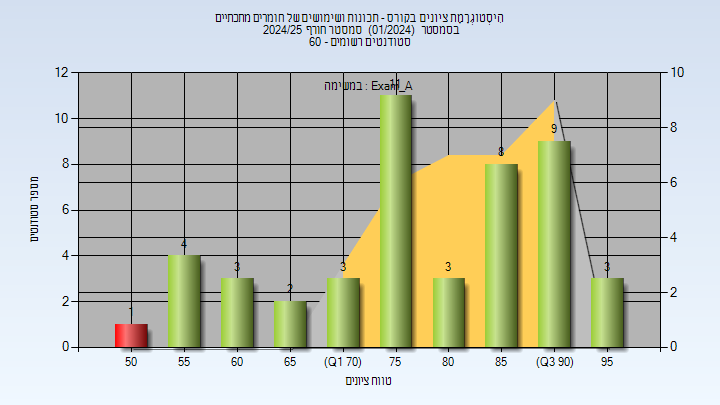 הִיסְטוֹגְרָמַת ציונים בקורס - תכונות ושימושים של חומרים מתכתיים
בסמסטר (01/2024) סמסטר חורף 2024/25
סטודנטים רשומים - 60
במשימה : Exam_A
12 10 8 6 4 2 0
10 8 6 4 2 0
מספר סטודנטים
1 4 3 2 3 11 3 8 9 3
50 55 60 65 (Q1 70) 75 80 85 (Q3 90) 95
טווח ציונים